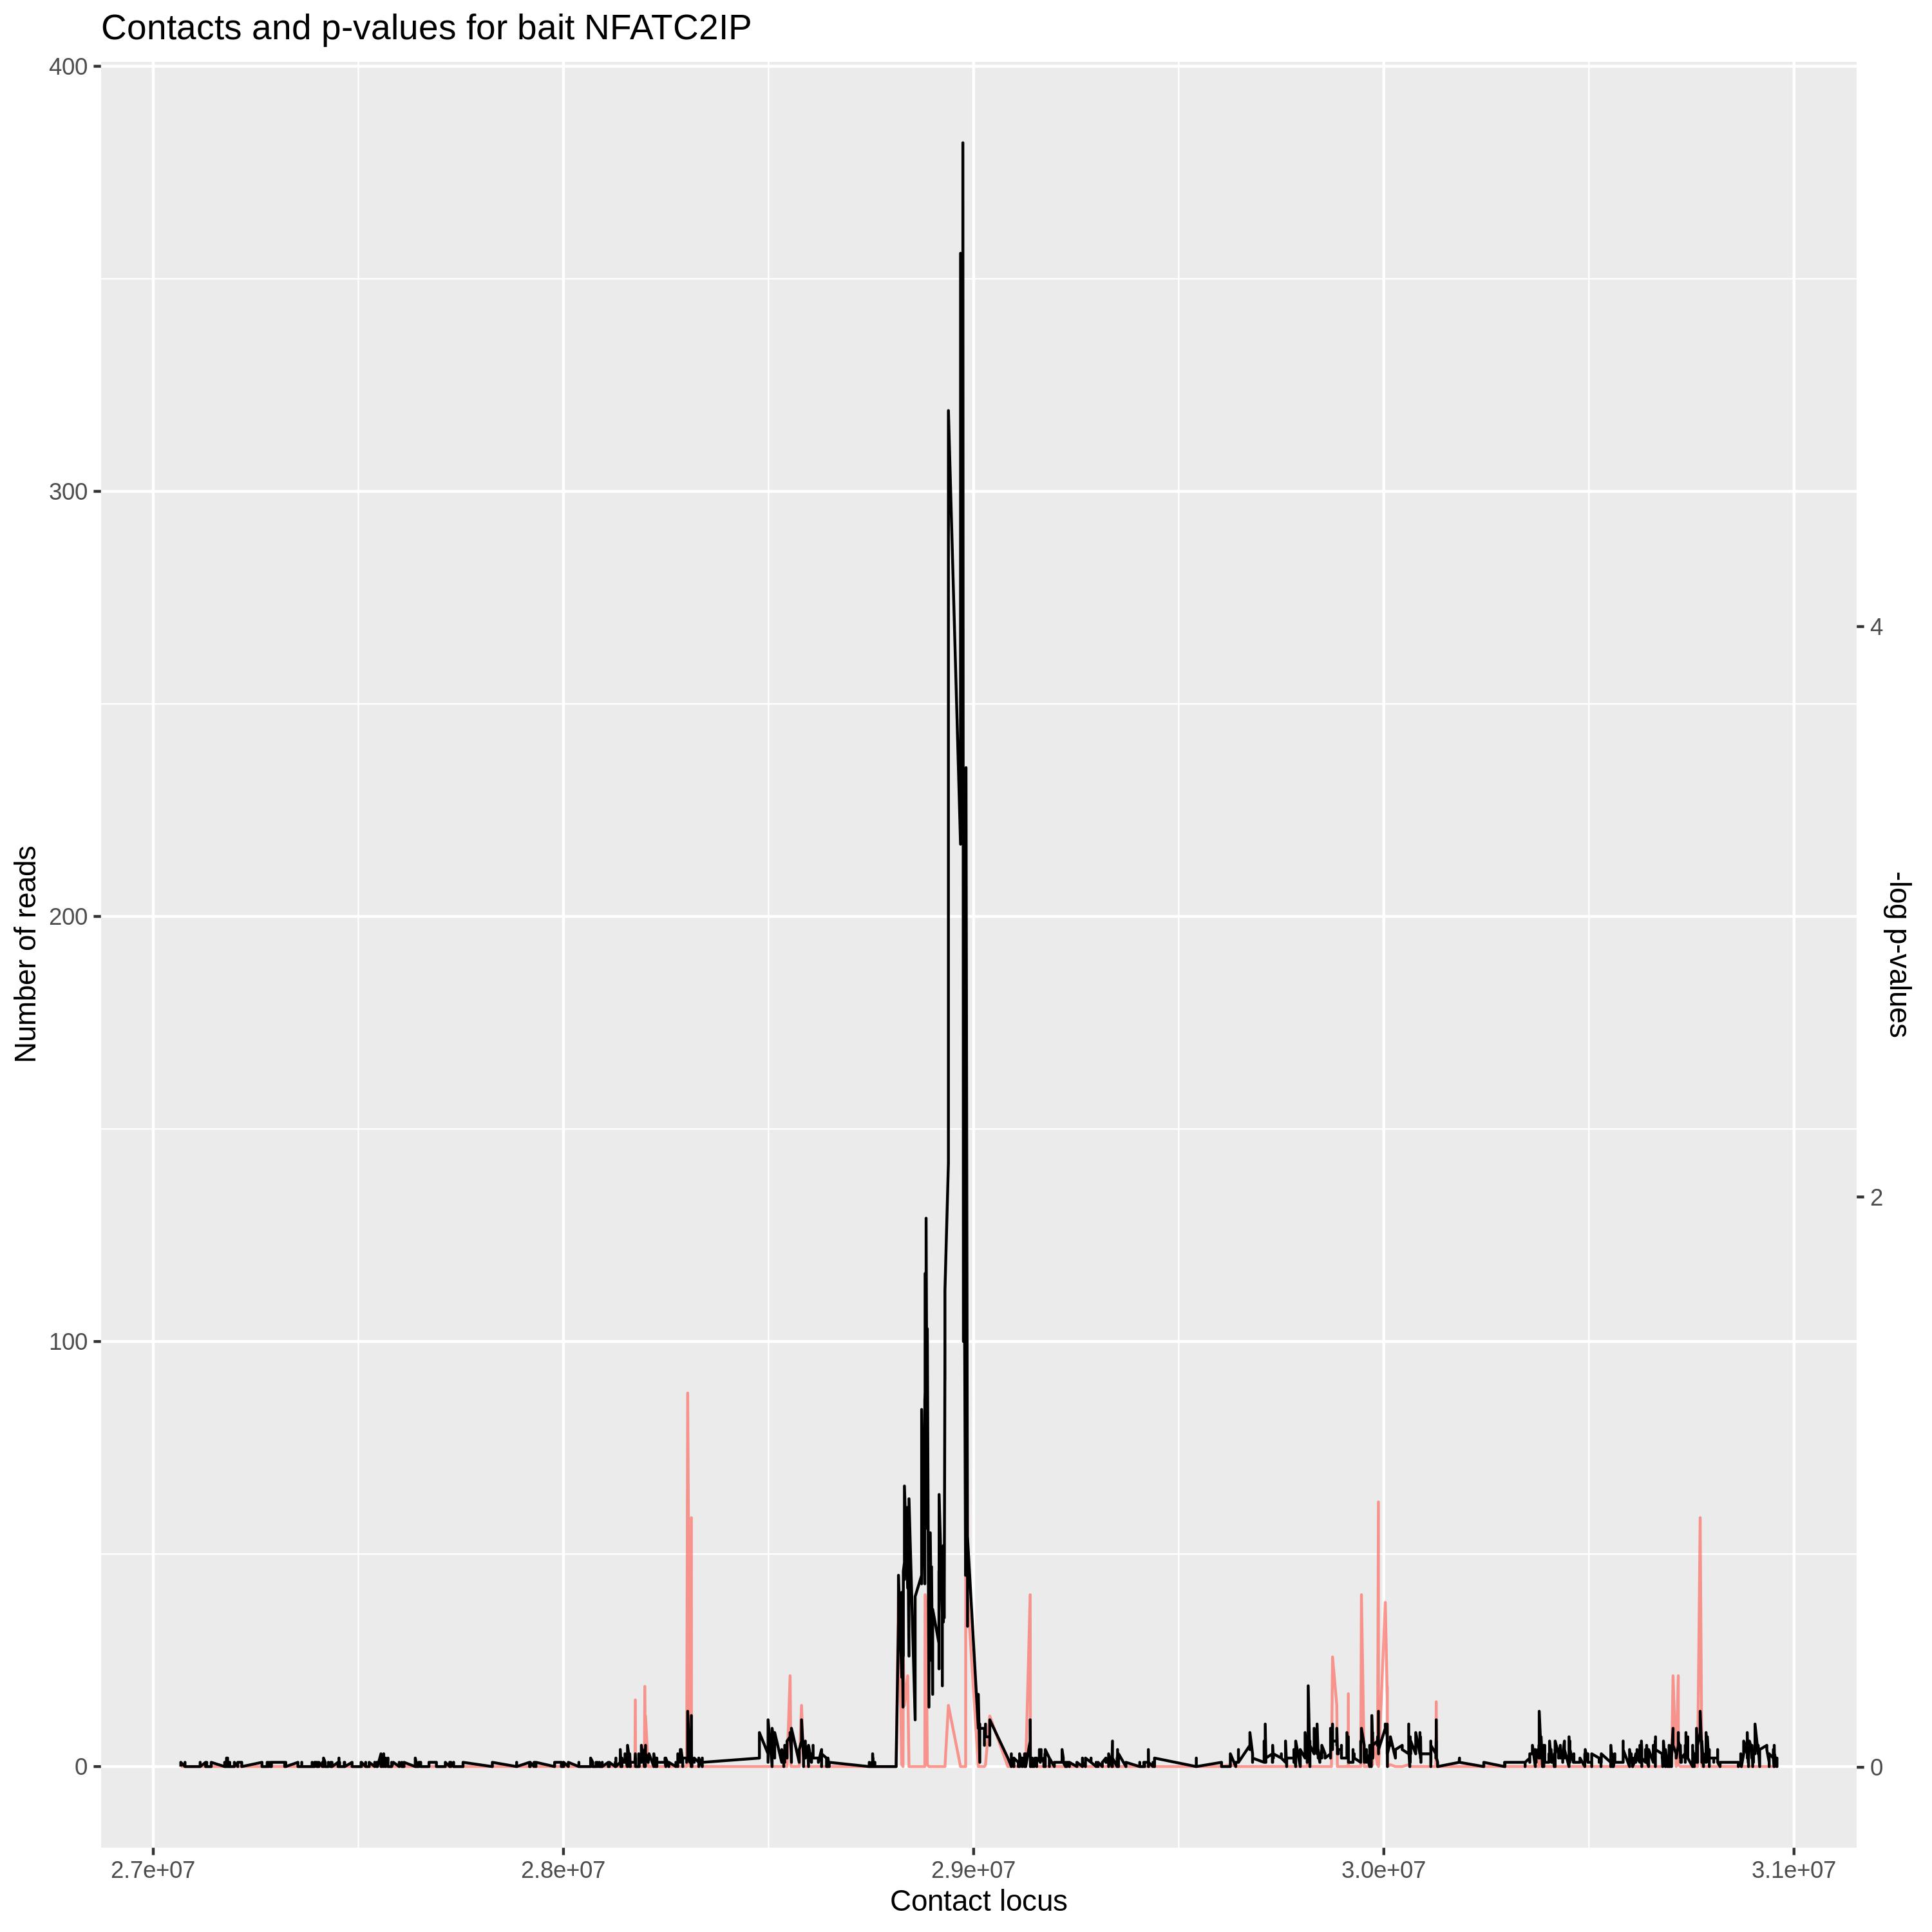 Contacts and p-values for bait NFATC2IP
400
300
200
100
0
Number of reads
4
2
0
-log p-values
2.7e+07
2.8e+07
2.9e+07
3.0e+07
3.1e+07
Contact locus